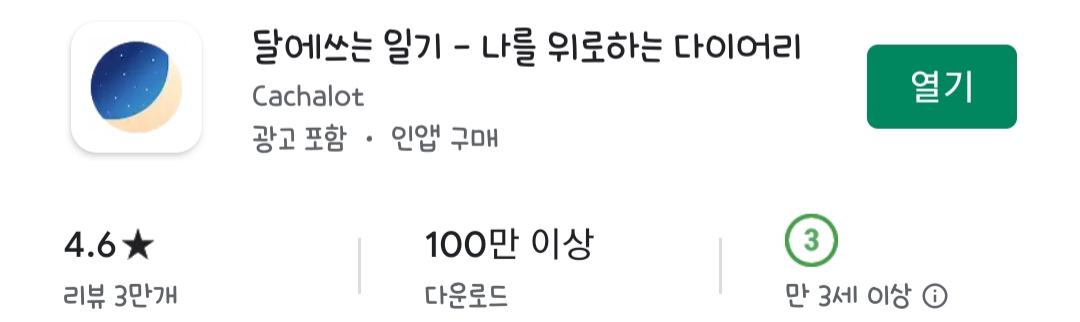 달에쓰는 일기 - 나를 위로하는 다이어리
Cachalot
광고 포함 • 인앱 구매
열기
4.6★
리뷰 3만개
100만 이상
다운로드
3
만 3세 이상 ⓘ